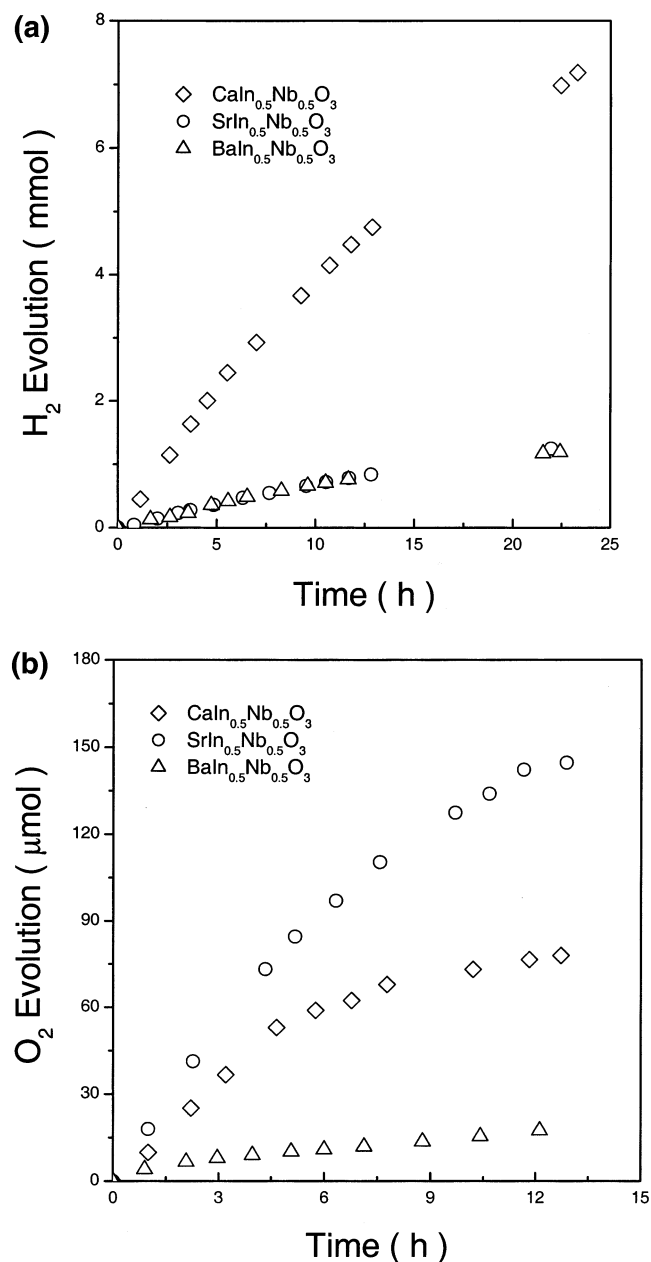 (a)
8
6
4
2
0
H₂ Evolution ( mmol )
CaIn₀.₅Nb₀.₅O₃
SrIn₀.₅Nb₀.₅O₃
BaIn₀.₅Nb₀.₅O₃
0 5 10 15 20 25
Time ( h )
(b)
180
150
120
90
60
30
0
O₂ Evolution ( μmol )
CaIn₀.₅Nb₀.₅O₃
SrIn₀.₅Nb₀.₅O₃
BaIn₀.₅Nb₀.₅O₃
0 3 6 9 12 15
Time ( h )